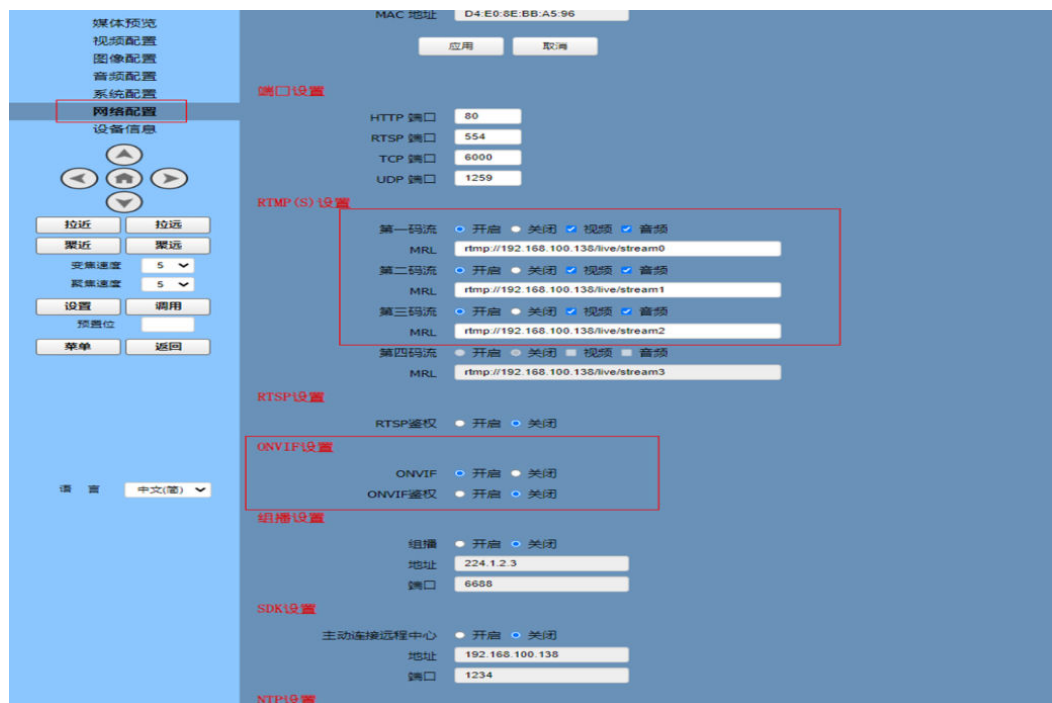 媒体预览
视频配置
图像配置
音频配置
系统配置
网络配置
设备信息
拉近 拉远
聚近 聚远
变焦速度 5
聚焦速度 5
设置 调用
预置位
菜单 返回
语 言 中文(简)
MAC 地址 D4:E0:8E:BB:A5:96
应用 取消
端口设置
HTTP 端口 80
RTSP 端口 554
TCP 端口 6000
UDP 端口 1259
RTMP(S)设置
第一码流 开启 关闭 视频 音频
MRL rtmp://192.168.100.138/live/stream0
第二码流 开启 关闭 视频 音频
MRL rtmp://192.168.100.138/live/stream1
第三码流 开启 关闭 视频 音频
MRL rtmp://192.168.100.138/live/stream2
第四码流 开启 关闭 视频 音频
MRL rtmp://192.168.100.138/live/stream3
RTSP设置
RTSP鉴权 开启 关闭
ONVIF设置
ONVIF 开启 关闭
ONVIF鉴权 开启 关闭
组播设置
组播 开启 关闭
地址 224.1.2.3
端口 6688
SDK设置
主动连接远程中心 开启 关闭
地址 192.168.100.138
端口 1234
NTP设置